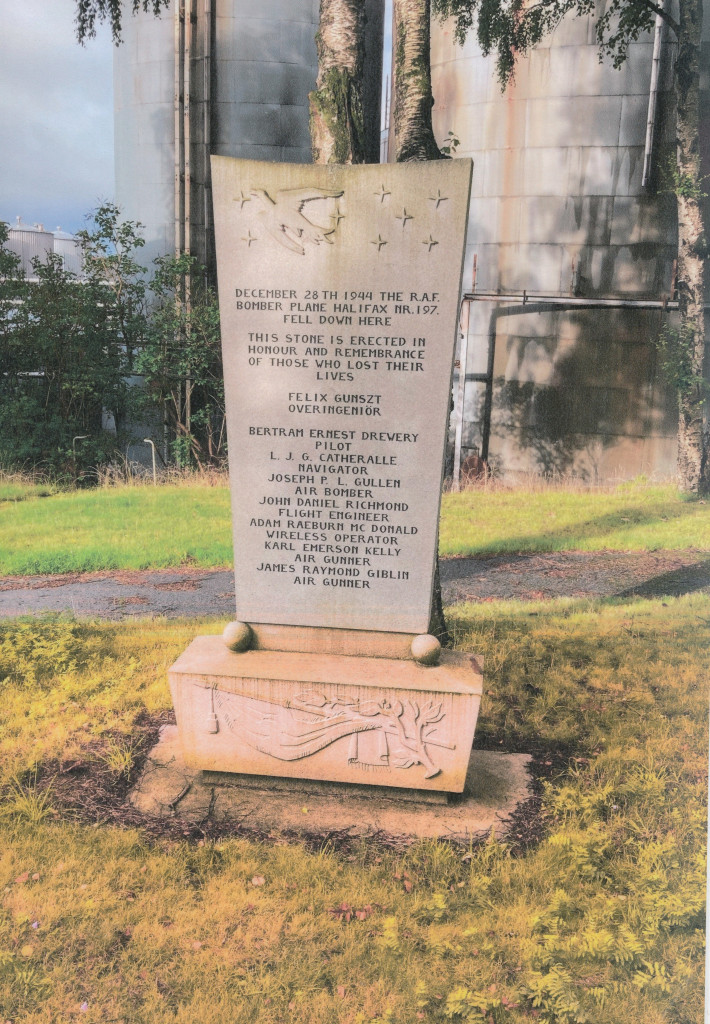 DECEMBER 28TH 1944 THE R.A.F.
BOMBER PLANE HALIFAX NR. 197.
FELL DOWN HERE
THIS STONE IS ERECTED IN
HONOUR AND REMEMBRANCE
OF THOSE WHO LOST THEIR
LIVES
FELIX GUNSZT
OVERINGENIÖR
BERTRAM ERNEST DREWERY
PILOT
L. J. G. CATHERALLE
NAVIGATOR
JOSEPH P. L. GULLEN
AIR BOMBER
JOHN DANIEL RICHMOND
FLIGHT ENGINEER
ADAM RAEBURN MC DONALD
WIRELESS OPERATOR
KARL EMERSON KELLY
AIR GUNNER
JAMES RAYMOND GIBLIN
AIR GUNNER